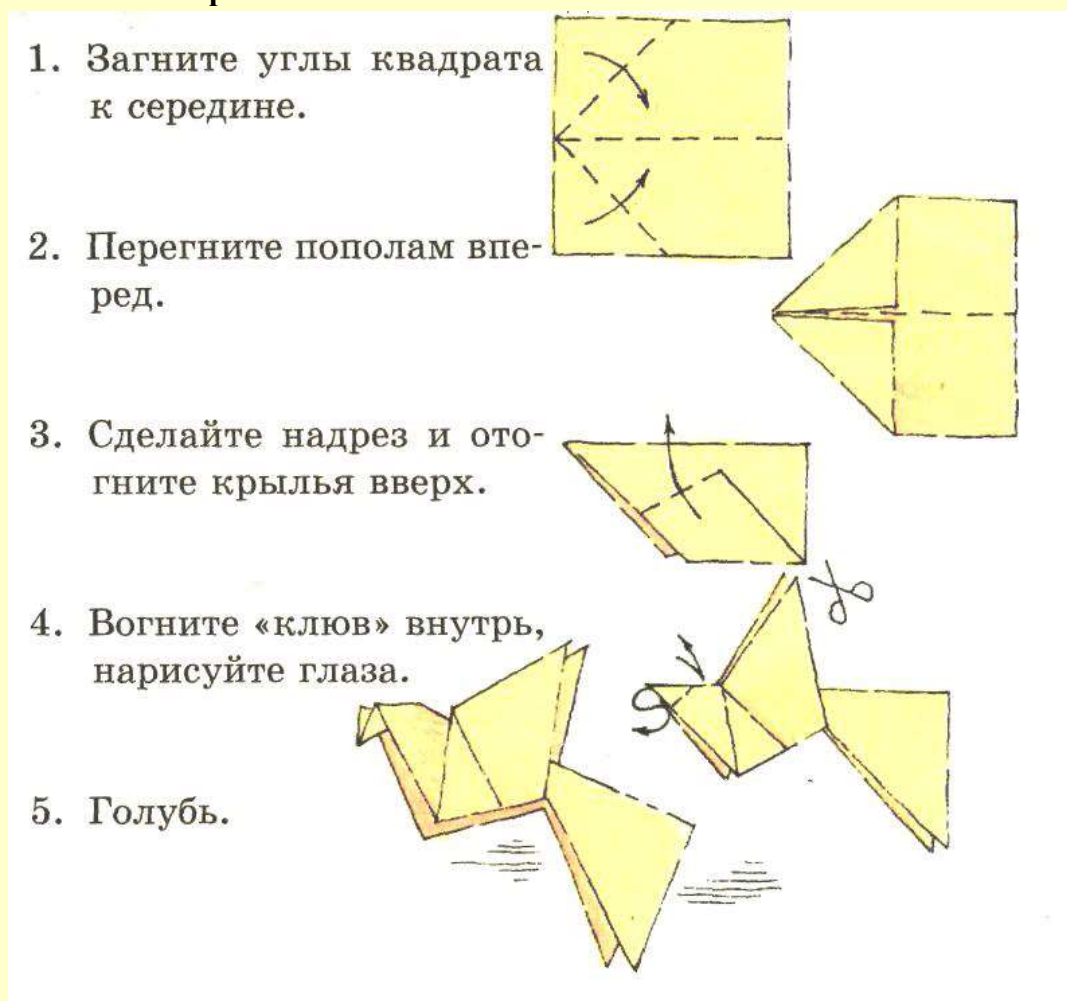 1. Загните углы квадрата
к середине.
2. Перегните пополам впе-
ред.
3. Сделайте надрез и ото-
гните крылья вверх.
4. Вогните «клюв» внутрь,
нарисуйте глаза.
5. Голубь.